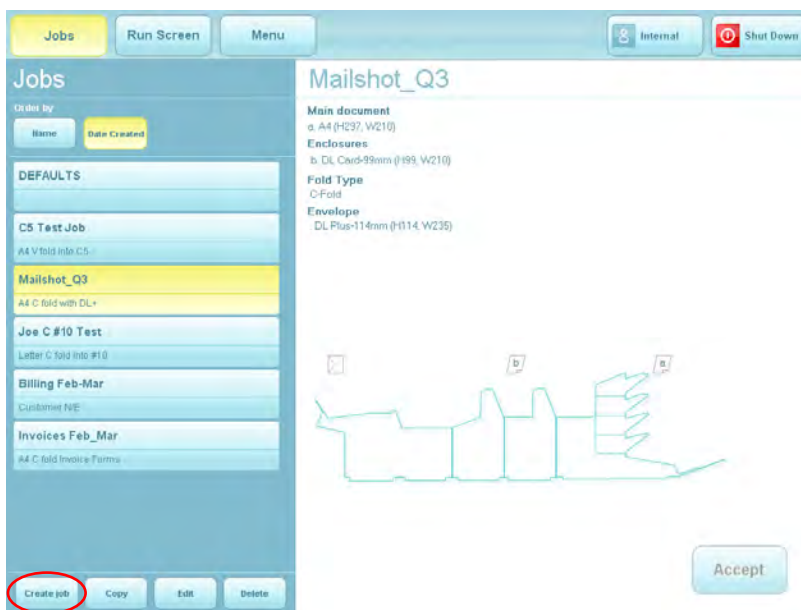 Jobs
Run Screen
Menu
Internal
Shut Down
Jobs
Order by
Name
Date Created
DEFAULTS
C5 Test Job
A4 V fold into C5
Mailshot_Q3
A4 C fold with DL+
Joe C #10 Test
Letter C fold into #10
Billing Feb-Mar
Customer N/E
Invoices Feb_Mar
A4 C fold Invoice Forms
Create job
Copy
Edit
Delete
Mailshot_Q3
Main document
a. A4 (H297, W210)
Enclosures
b. DL Card-99mm (H99, W210)
Fold Type
C-Fold
Envelope
DL Plus-114mm (H114, W235)
b
a
Accept